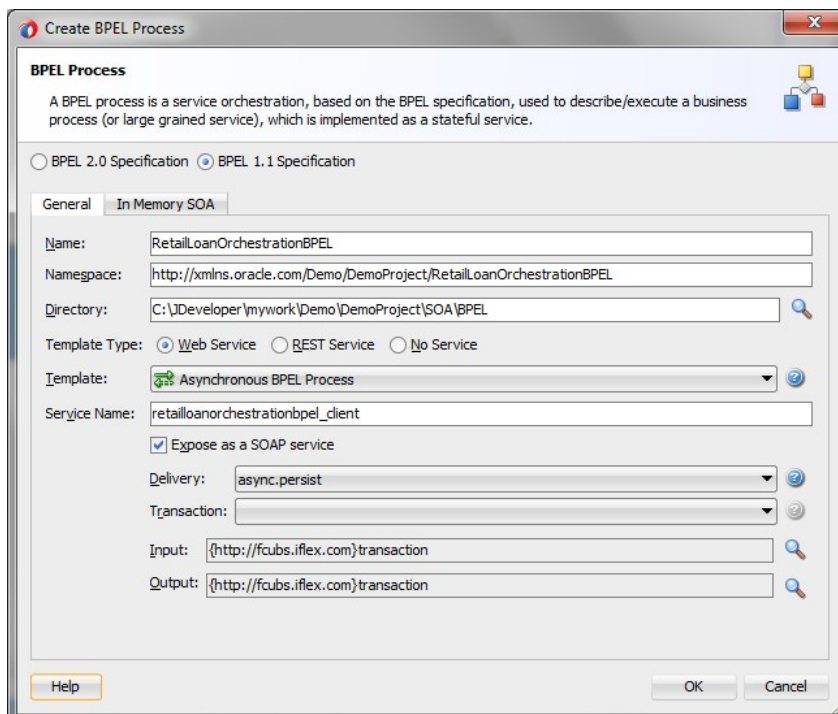 Create BPEL Process
BPEL Process
A BPEL process is a service orchestration, based on the BPEL specification, used to describe/execute a business
process (or large grained service), which is implemented as a stateful service.
BPEL 2.0 Specification BPEL 1.1 Specification
General In Memory SOA
Name: RetailLoanOrchestrationBPEL
Namespace: http://xmlns.oracle.com/Demo/DemoProject/RetailLoanOrchestrationBPEL
Directory: C:\JDeveloper\mywork\Demo\DemoProject\SOA\BPEL
Template Type: Web Service REST Service No Service
Template: Asynchronous BPEL Process
Service Name: retailloanorchestrationbpel_client
Expose as a SOAP service
Delivery: async.persist
Transaction:
Input: {http://fcubs.iflex.com}transaction
Output: {http://fcubs.iflex.com}transaction
Help OK Cancel